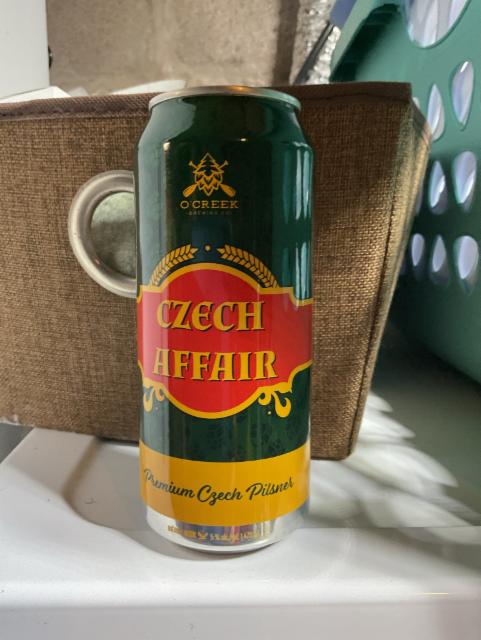 O'CREEK
BREWING CO.
CZECH
AFFAIR
Premium Czech Pilsner